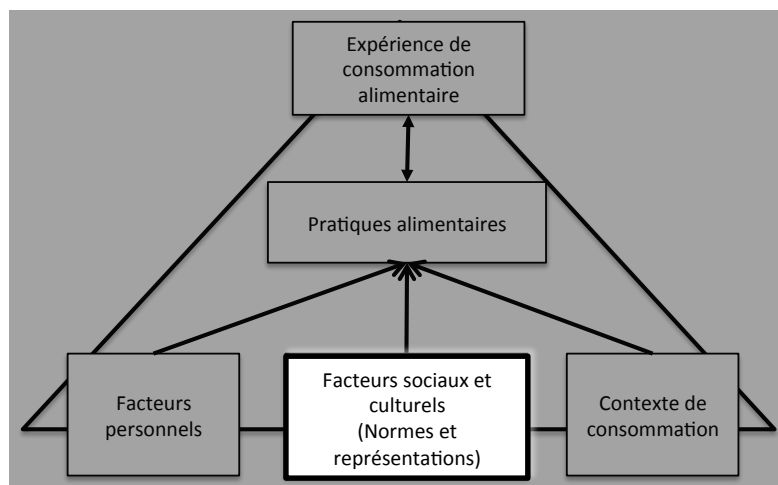 Expérience de
consommation
alimentaire
Pratiques alimentaires
Facteurs
personnels
Facteurs sociaux et
culturels
(Normes et
représentations)
Contexte de
consommation